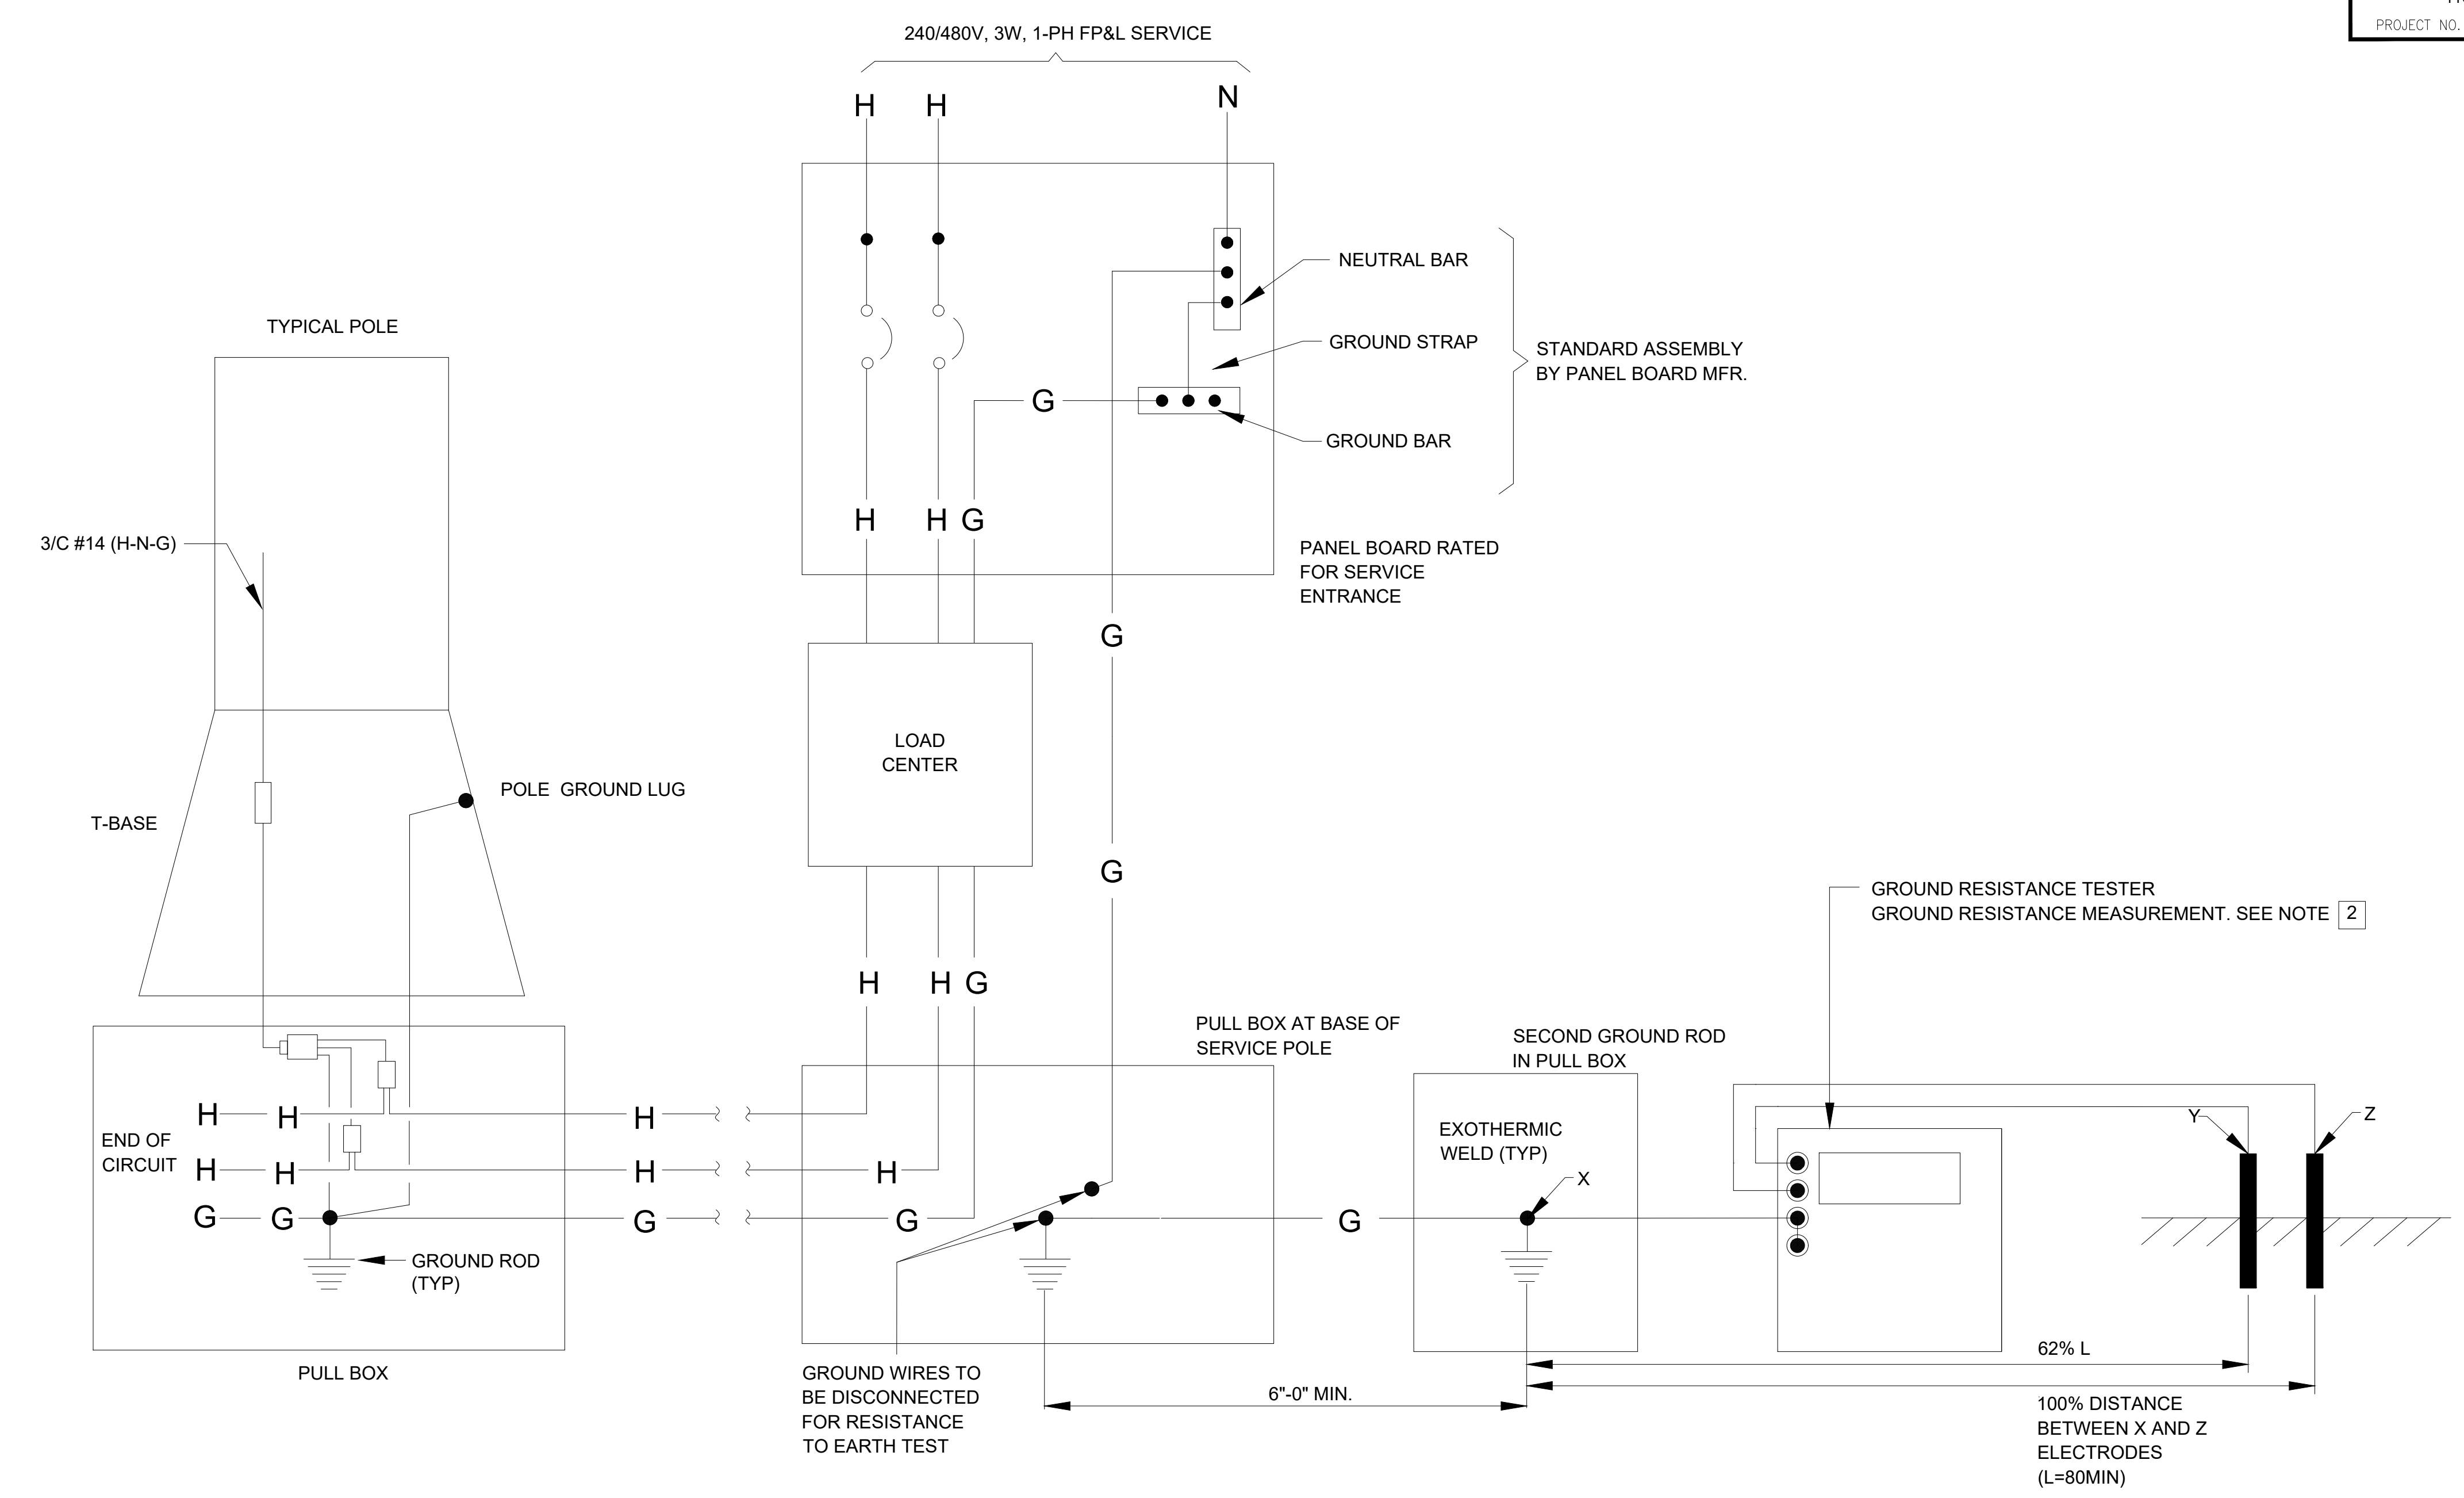 PROJECT NO.
240/480V, 3W, 1-PH FP&L SERVICE
H H N
NEUTRAL BAR
GROUND STRAP
STANDARD ASSEMBLY
BY PANEL BOARD MFR.
G
GROUND BAR
H H G
PANEL BOARD RATED
FOR SERVICE
ENTRANCE
TYPICAL POLE
3/C #14 (H-N-G)
G
LOAD
CENTER
POLE GROUND LUG
T-BASE
G
GROUND RESISTANCE TESTER
GROUND RESISTANCE MEASUREMENT. SEE NOTE 2
H H G
PULL BOX AT BASE OF
SERVICE POLE
SECOND GROUND ROD
IN PULL BOX
H H H
END OF
CIRCUIT
H H H H
G G G G G
GROUND ROD
(TYP)
PULL BOX
EXOTHERMIC
WELD (TYP)
X
Y
Z
GROUND WIRES TO
BE DISCONNECTED
FOR RESISTANCE
TO EARTH TEST
6"-0" MIN.
62% L
100% DISTANCE
BETWEEN X AND Z
ELECTRODES
(L=80MIN)